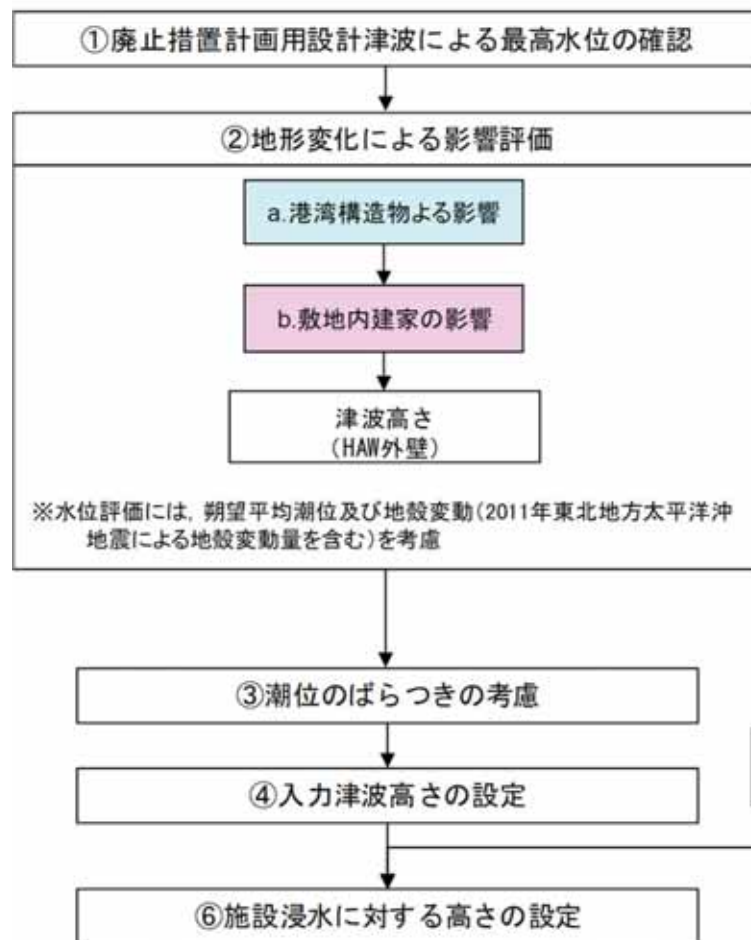 ①廃止措置計画用設計津波による最高水位の確認
②地形変化による影響評価
a.港湾構造物よる影響
b.敷地内建家の影響
津波高さ
(HAW外壁)
※水位評価には，朔望平均潮位及び地殻変動(2011年東北地方太平洋沖
地震による地殻変動量を含む)を考慮
③潮位のばらつきの考慮
④入力津波高さの設定
⑥施設浸水に対する高さの設定